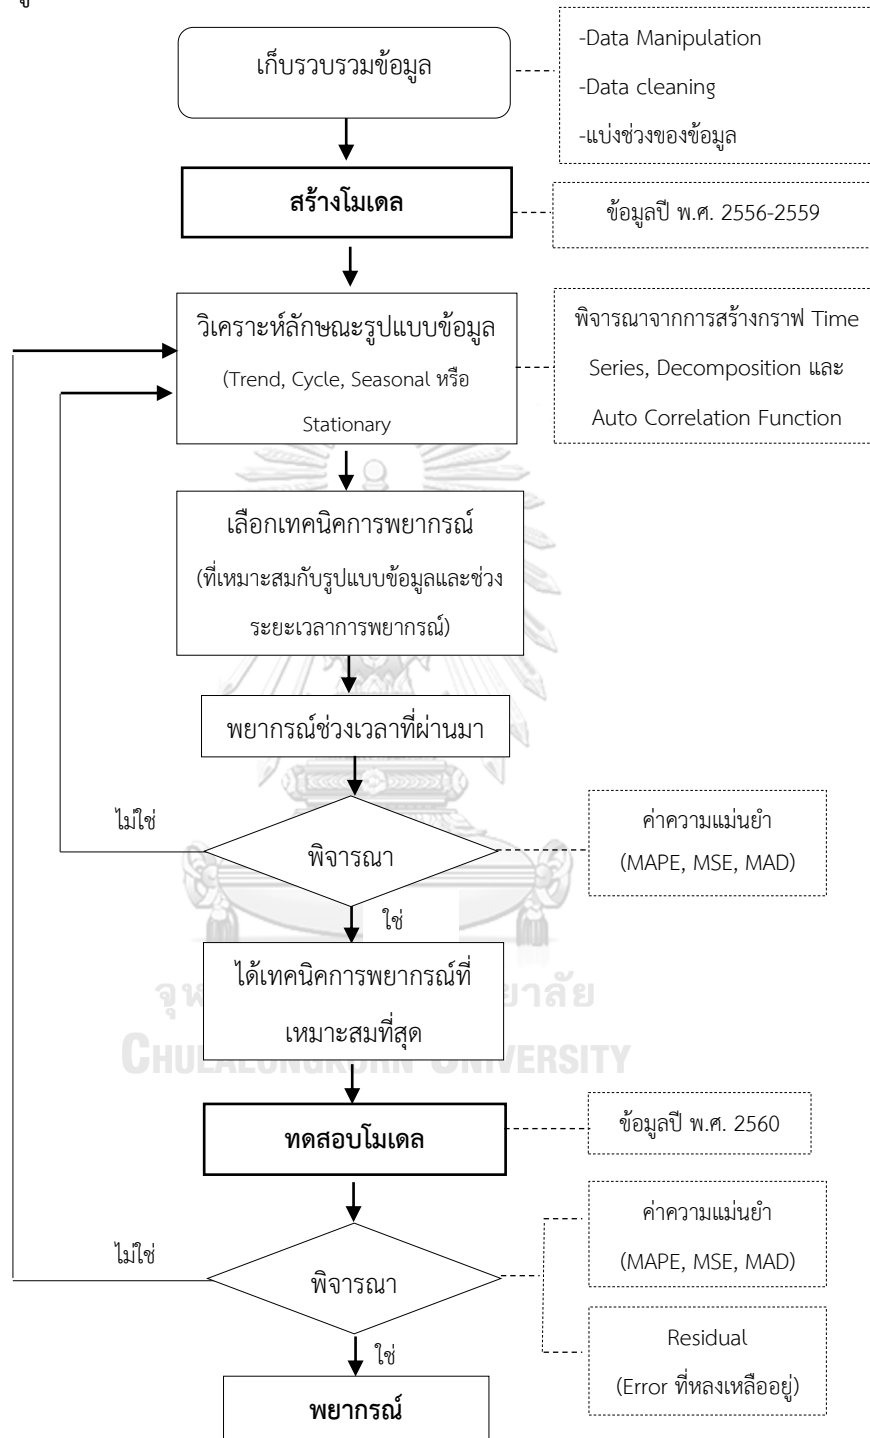 เก็บรวบรวมข้อมูล
-Data Manipulation
-Data cleaning
-แบ่งช่วงของข้อมูล
สร้างโมเดล
ข้อมูลปี พ.ศ. 2556-2559
วิเคราะห์ลักษณะรูปแบบข้อมูล
(Trend, Cycle, Seasonal หรือ
Stationary
พิจารณาจากการสร้างกราฟ Time
Series, Decomposition และ
Auto Correlation Function
เลือกเทคนิคการพยากรณ์
(ที่เหมาะสมกับรูปแบบข้อมูลและช่วง
ระยะเวลาการพยากรณ์)
พยากรณ์ช่วงเวลาที่ผ่านมา
ไม่ใช่
พิจารณา
ค่าความแม่นยำ
(MAPE, MSE, MAD)
ใช่
ได้เทคนิคการพยากรณ์ที่
เหมาะสมที่สุด
CHULALONGKORN UNIVERSITY
ทดสอบโมเดล
ข้อมูลปี พ.ศ. 2560
ค่าความแม่นยำ
(MAPE, MSE, MAD)
ไม่ใช่
พิจารณา
Residual
(Error ที่หลงเหลืออยู่)
ใช่
พยากรณ์